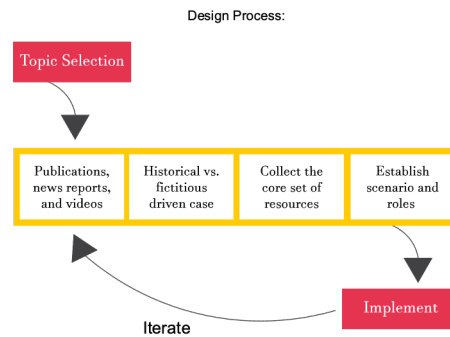 Design Process:
Topic Selection
Publications,
news reports,
and videos
Historical vs.
fictitious
driven case
Collect the
core set of
resources
Establish
scenario and
roles
Implement
Iterate